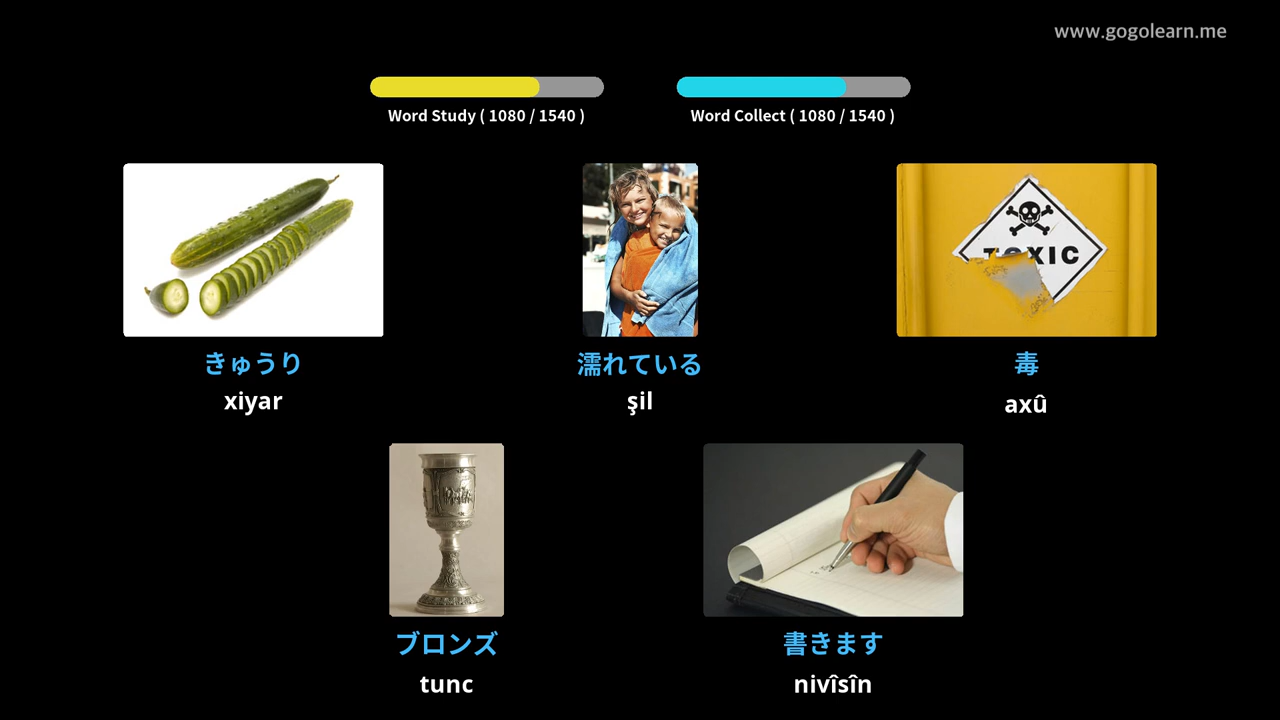 www.gogolearn.me
Word Study ( 1080 / 1540 )
Word Collect ( 1080 / 1540 )
TOXIC
きゅうり
濡れている
毒
xiyar
şil
axû
ブロンズ
書きます
tunc
nivîsîn